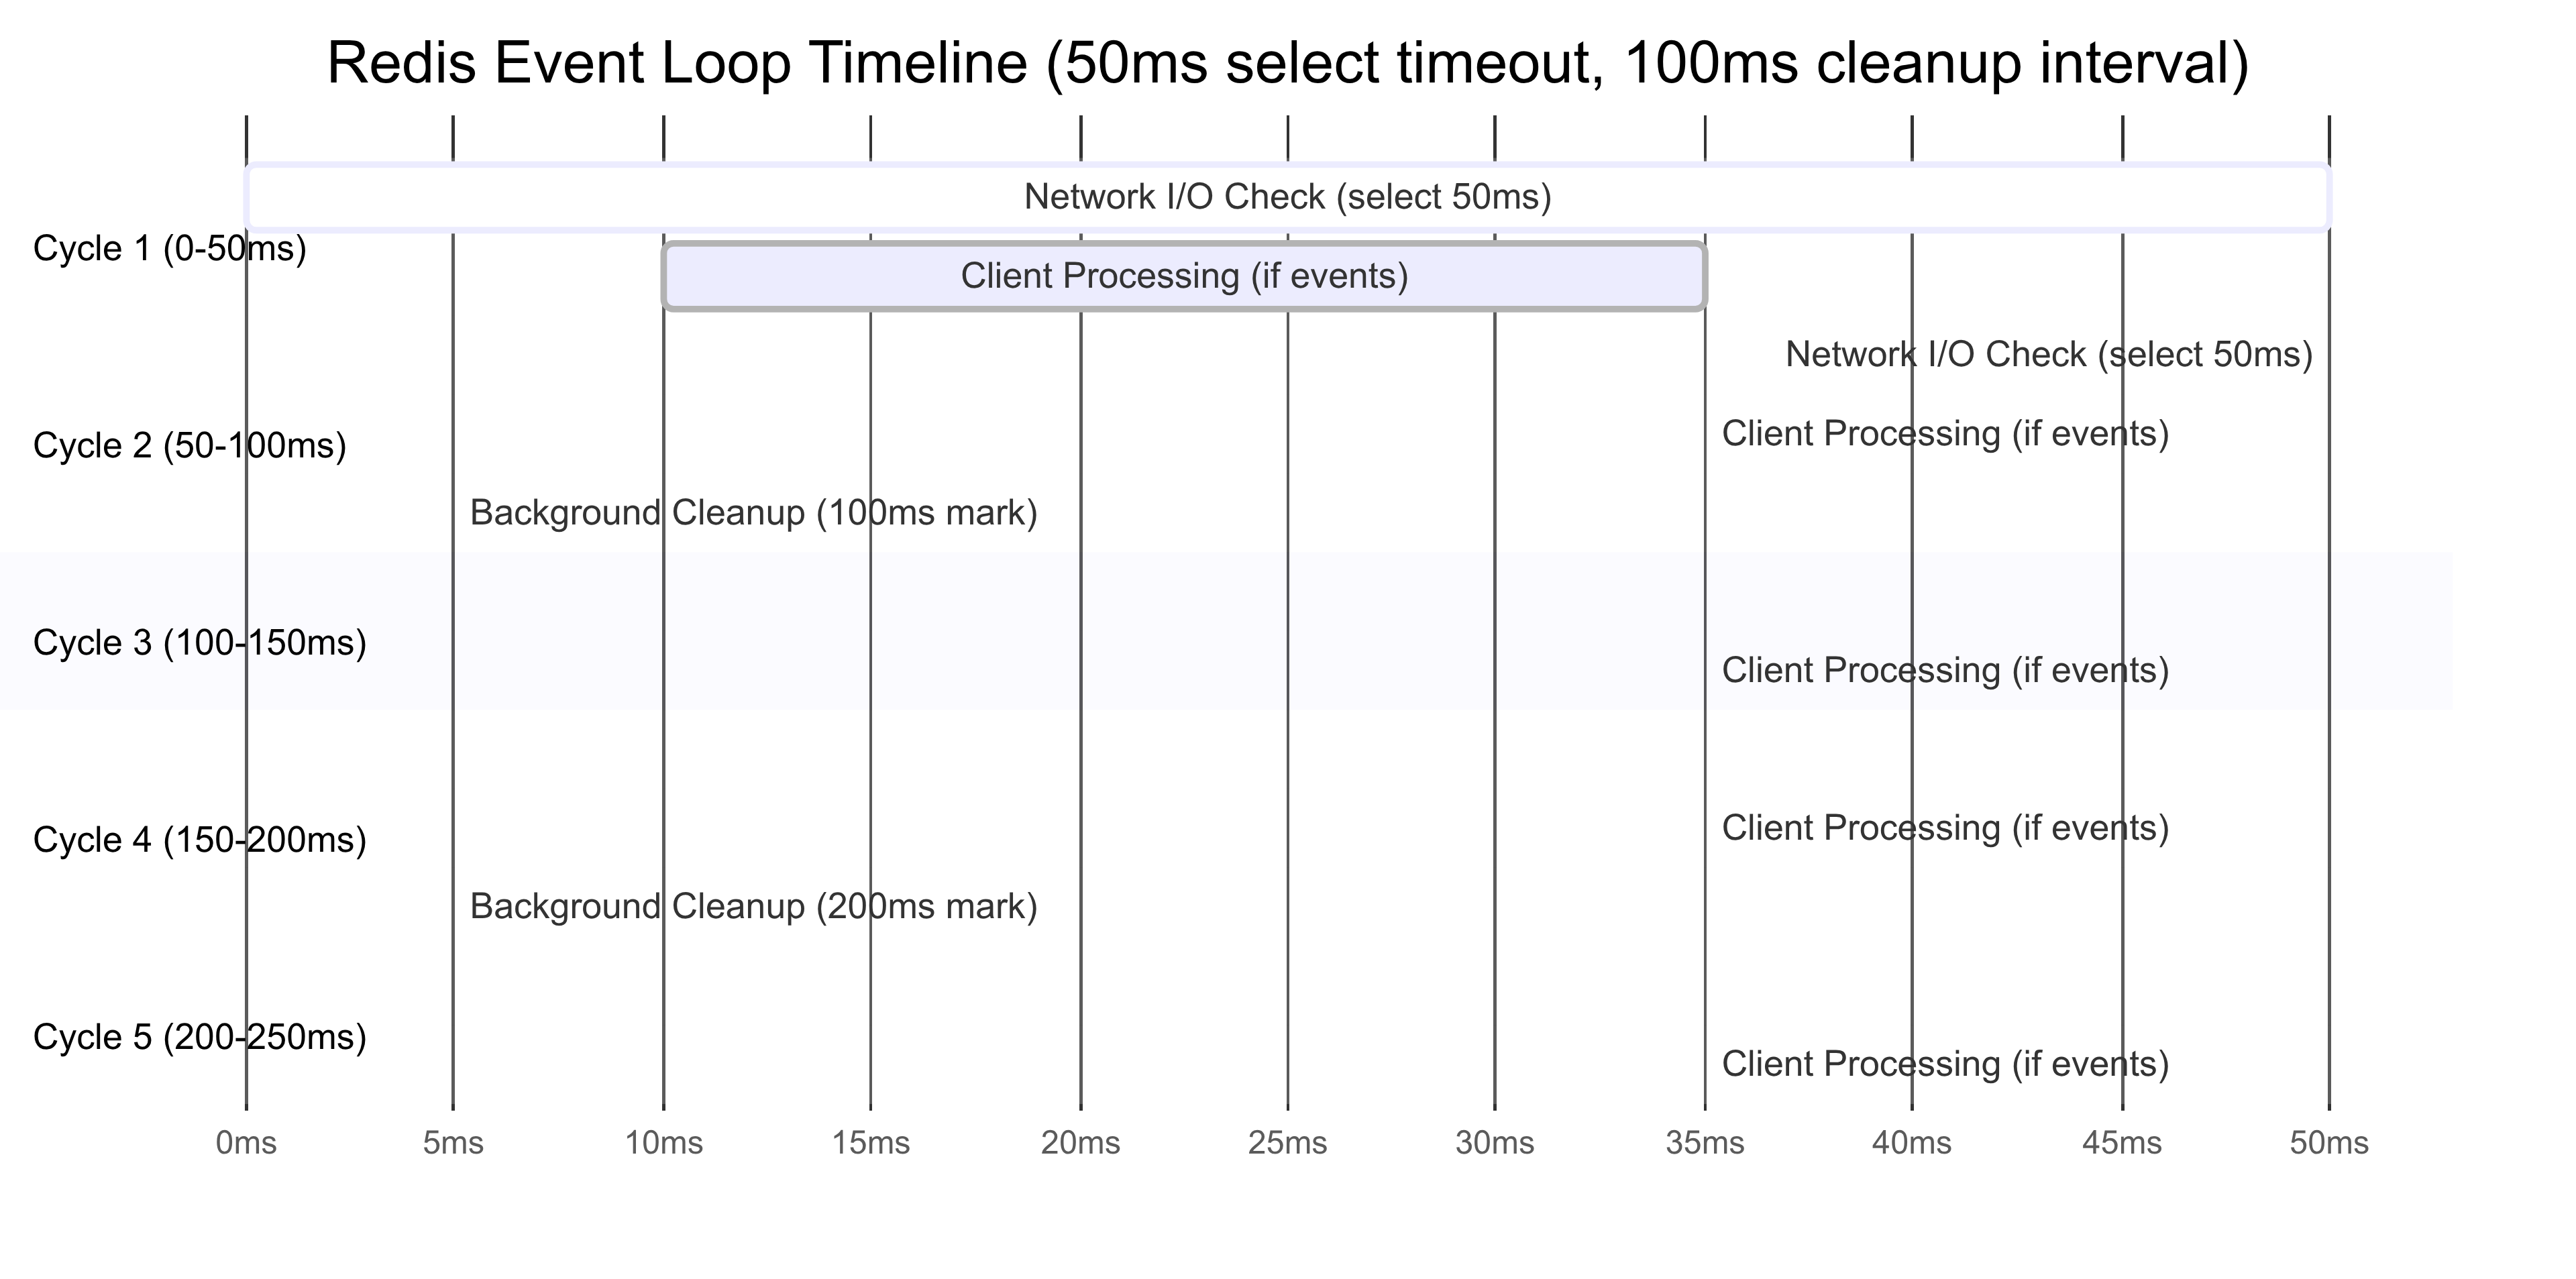 Redis Event Loop Timeline (50ms select timeout, 100ms cleanup interval)
Network I/O Check (select 50ms)
Cycle 1 (0-50ms)
Client Processing (if events)
Network I/O Check (select 50ms)
Client Processing (if events)
Cycle 2 (50-100ms)
Background Cleanup (100ms mark)
Cycle 3 (100-150ms)
Client Processing (if events)
Client Processing (if events)
Cycle 4 (150-200ms)
Background Cleanup (200ms mark)
Cycle 5 (200-250ms)
Client Processing (if events)
0ms 5ms 10ms 15ms 20ms 25ms 30ms 35ms 40ms 45ms 50ms